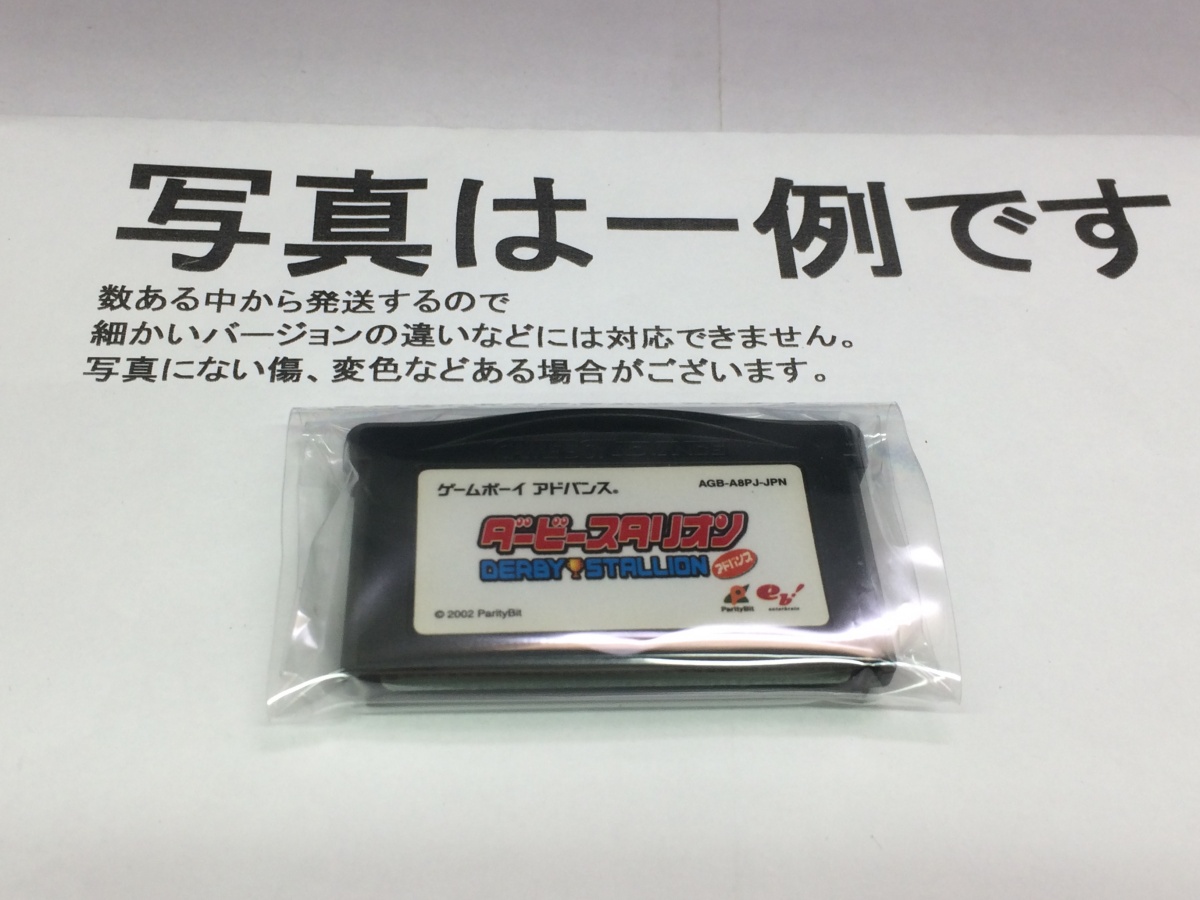 写真は一例です
数ある中から発送するので
細かいバージョンの違いなどには対応できません。
写真にない傷、変色などある場合がございます。
ゲームボーイ アドバンス。
AGB-A8PJ-JPN
ダービースタリオン
DERBY STALLION アドバンス
© 2002 ParityBit
ParityBit
eb!
enterbrain